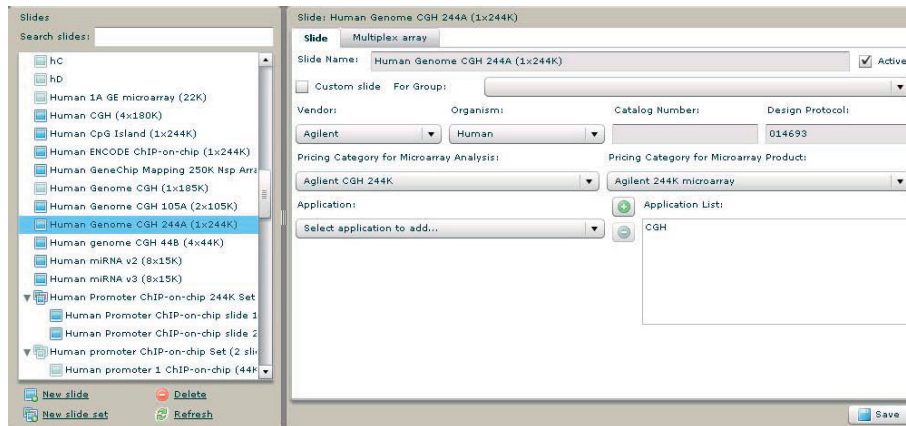 Slides
Search slides:
hC
hD
Human 1A GE microarray (22K)
Human CGH (4x180K)
Human CpG Island (1x244K)
Human ENCODE ChIP-on-chip (1x244K)
Human GeneChip Mapping 250K Nsp Arra
Human Genome CGH (1x185K)
Human Genome CGH 105A (2x105K)
Human Genome CGH 244A (1x244K)
Human genome CGH 44B (4x44K)
Human miRNA v2 (8x15K)
Human miRNA v3 (8x15K)
Human Promoter ChIP-on-chip 244K Set
Human Promoter ChIP-on-chip slide 1
Human Promoter ChIP-on-chip slide 2
Human promoter ChIP-on-chip Set (2 sli
Human promoter 1 ChIP-on-chip (44K
New slide Delete
New slide set Refresh
Slide: Human Genome CGH 244A (1x244K)
Slide Multiplex array
Slide Name: Human Genome CGH 244A (1x244K) Active
Custom slide For Group:
Vendor: Organism: Catalog Number: Design Protocol:
Agilent Human 014693
Pricing Category for Microarray Analysis: Pricing Category for Microarray Product:
Aglient CGH 244K Agilent 244K microarray
Application: Application List:
Select application to add... CGH
Save